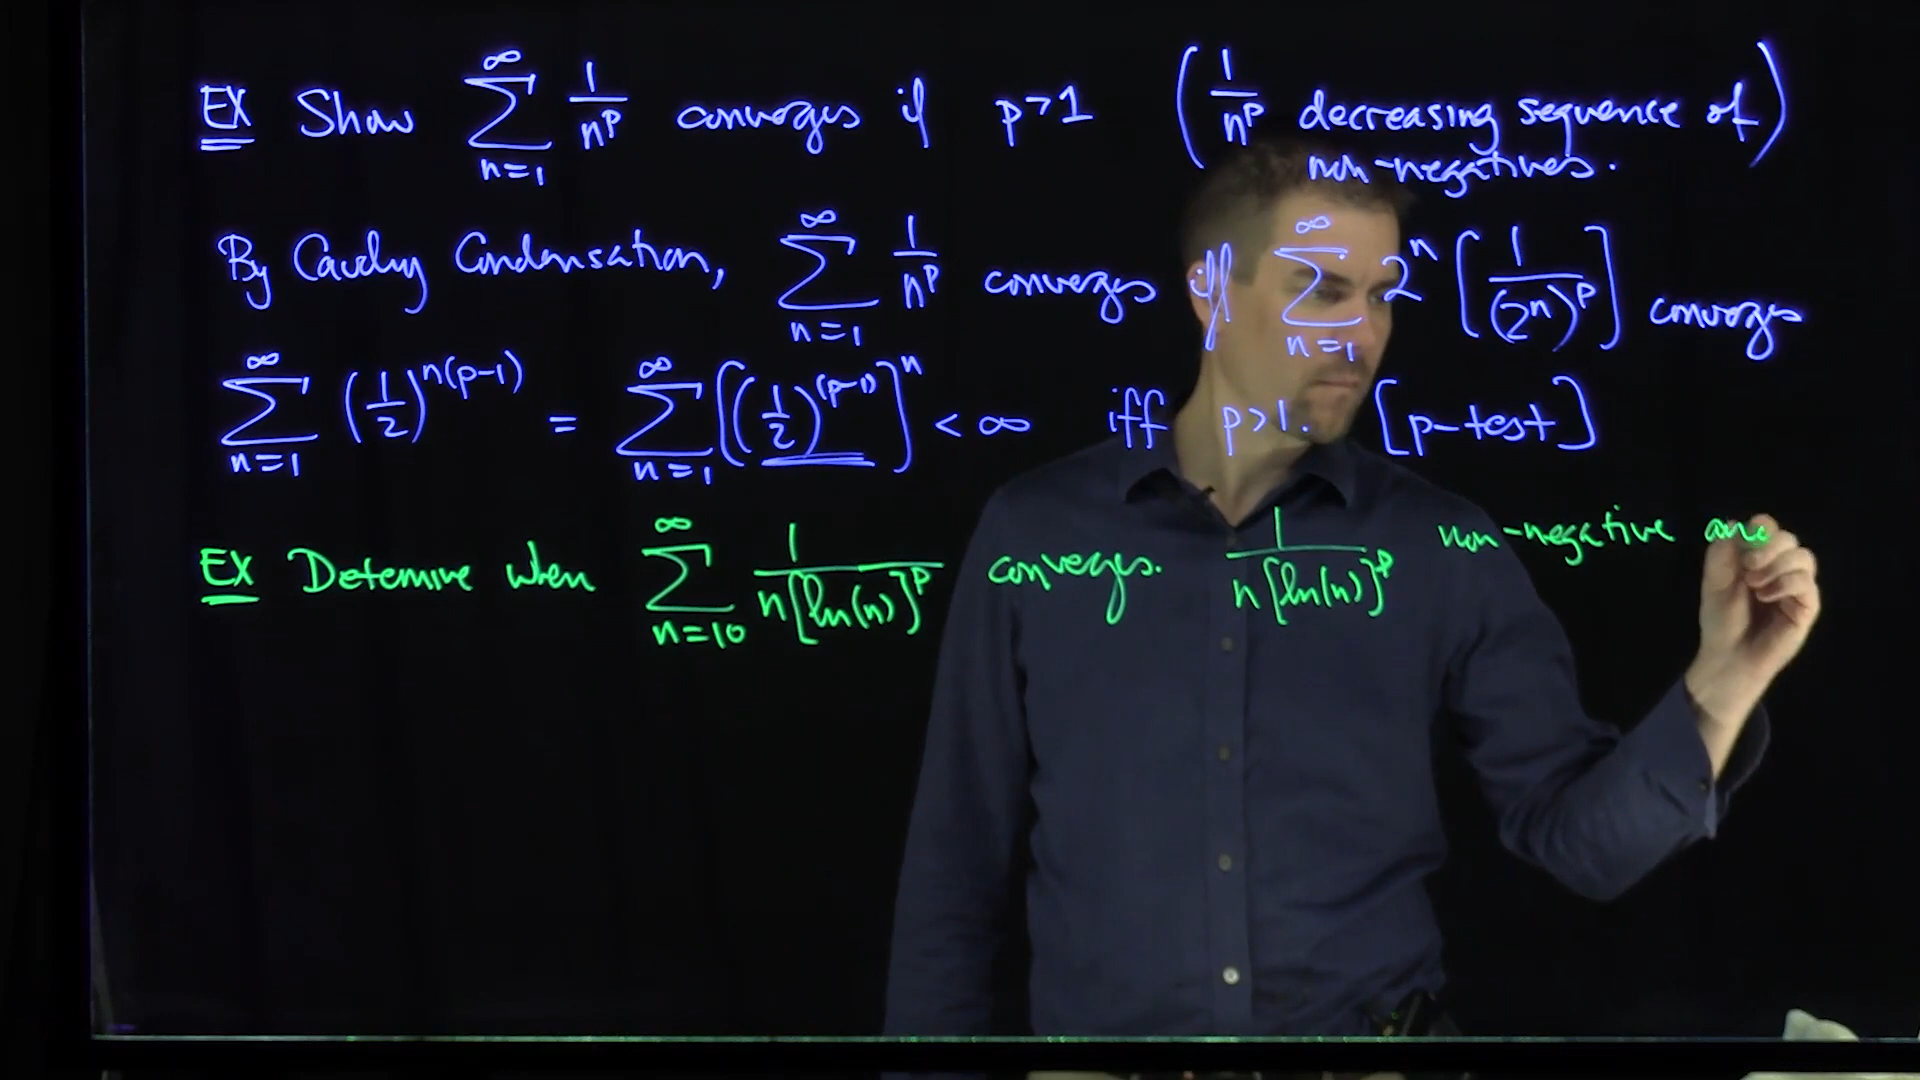 EX Show ∑_{n=1}^{∞} 1/n^p converges if p>1 (1/n^p decreasing sequence of
non-negatives.)
By Cauchy Condensation, ∑_{n=1}^{∞} 1/n^p converges iff ∑_{n=1}^{∞} 2^n [1/(2^n)^p] converges
∑_{n=1}^{∞} (1/2)^{n(p-1)} = ∑_{n=1}^{∞} [(1/2)^{(p-1)}]^n < ∞ iff p>1. [p-test]
EX Determine when ∑_{n=10}^{∞} 1/(n[ln(n)]^p) converges. 1/(n[ln(n)]^p) non-negative and